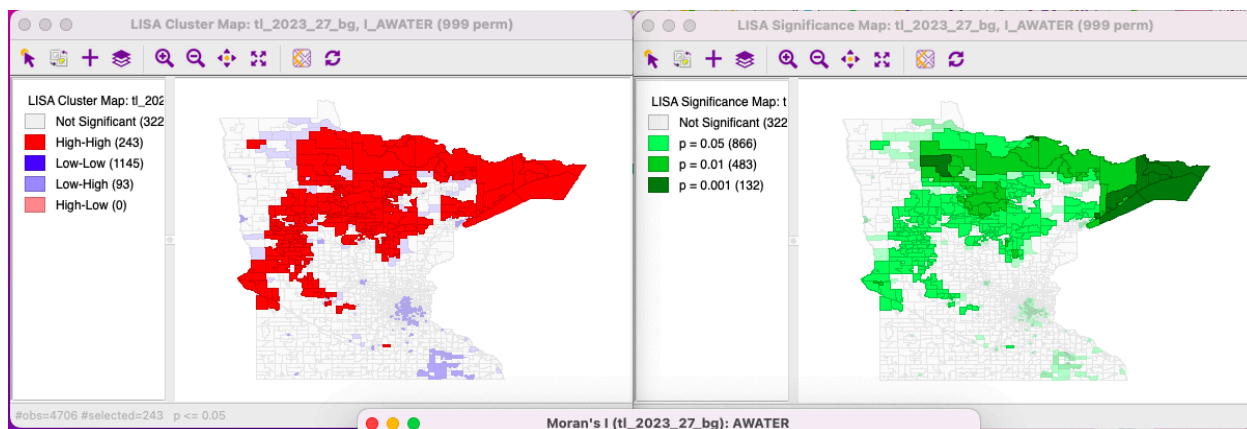 LISA Cluster Map: tl_2023_27_bg, I_AWATER (999 perm)
LISA Cluster Map: tl_202
Not Significant (322
High-High (243)
Low-Low (1145)
Low-High (93)
High-Low (0)
#obs=4706 #selected=243 p <= 0.05
LISA Significance Map: tl_2023_27_bg, I_AWATER (999 perm)
LISA Significance Map: t
Not Significant (322
p = 0.05 (866)
p = 0.01 (483)
p = 0.001 (132)
Moran's I (tl_2023_27_bg): AWATER